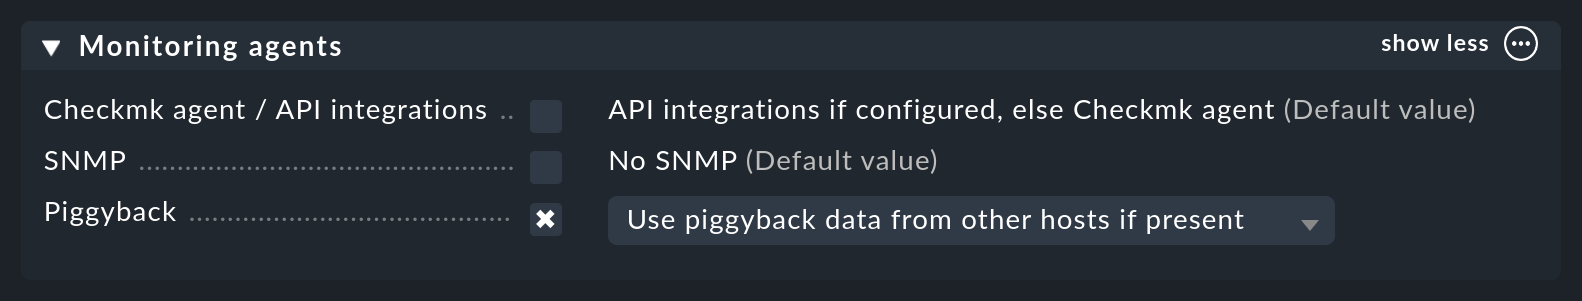 Monitoring agents
show less
Checkmk agent / API integrations
API integrations if configured, else Checkmk agent (Default value)
SNMP
No SNMP (Default value)
Piggyback
Use piggyback data from other hosts if present